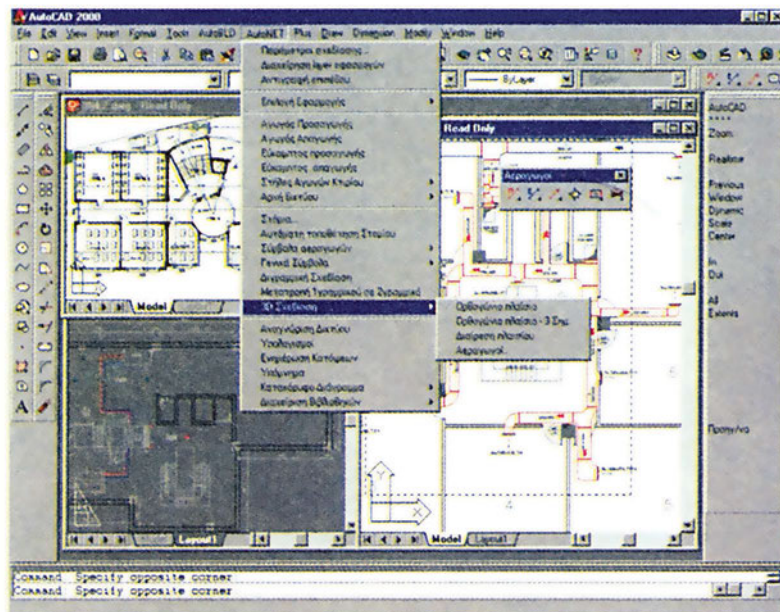 AutoCAD 2000
File Edit View Insert Format Tools AutoBLD AutoNET Plus Draw Dimension Modify Window Help
ByLayer
Παράμετροι σχεδίασης...
Διαχείριση layer εφαρμογών
Αντιγραφή επιπέδου
Επιλογή Εφαρμογής
Αγωγός Προσαγωγής
Αγωγός Απαγωγής
Εύκαμπτος προσαγωγής
Εύκαμπτος απαγωγής
Στήλες Αγωγών Κτιρίου
Αρχή Δικτύου
Στόμια...
Αυτόματη τοποθέτηση Στομίου
Σύμβολα αεραγωγών
Γενικά Σύμβολα
Διγραμμική Σχεδίαση
Μετατροπή 1γραμμικού σε 2γραμμικό
3D Σχεδίαση
Αναγνώριση Δικτύου
Υπολογισμοί
Ενημέρωση Κατόψεων
Υπόμνημα
Κατακόρυφο Διάγραμμα
Διαχείριση Βιβλιοθηκών
Ορθογώνια πλαίσια
Ορθογώνια πλαίσια - 3 Σημ.
Διαίρεση πλαισίου
Αεραγωγοί...
Read Only
Read Only
Αεραγωγοί
AutoCAD
* * * *
Zoom:
Realtime
Previous
Window
Dynamic
Scale
Center
In
Out
All
Extents
Προηγ/νο
Model
Layout1
Model
Layout1
Command Specify opposite corner
Command Specify opposite corner